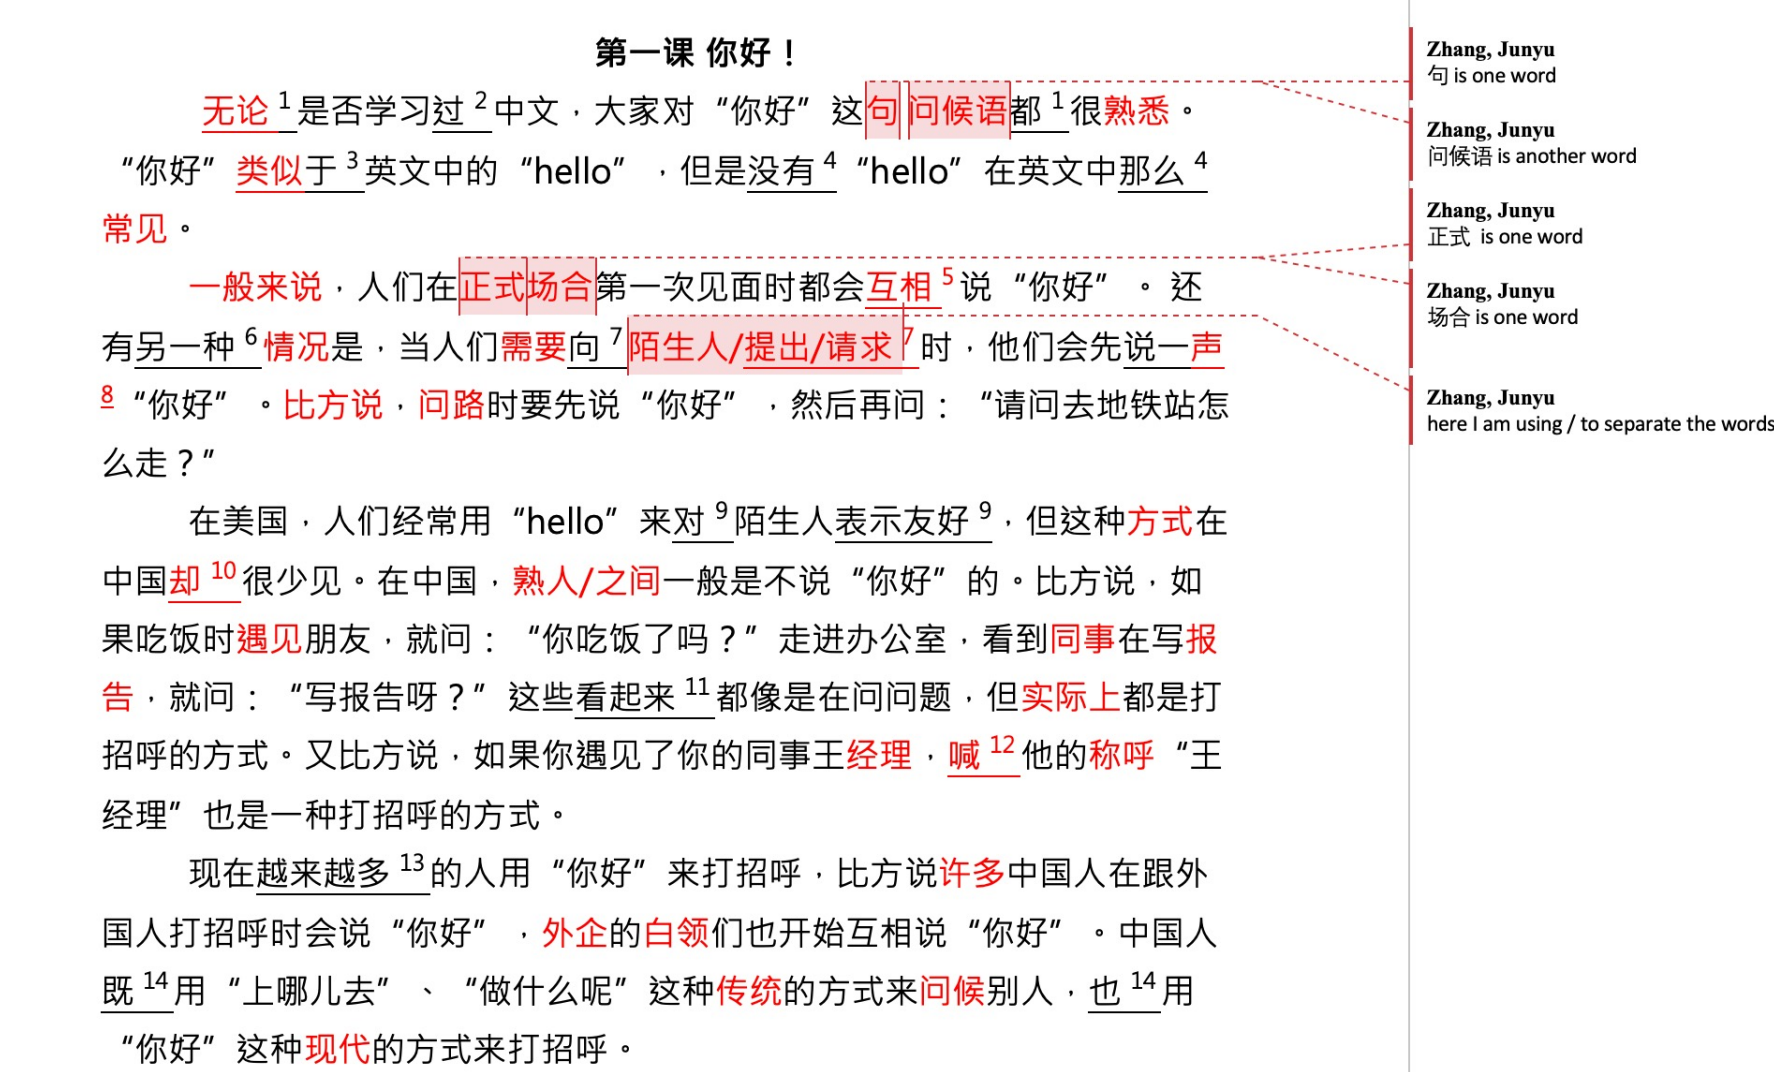 第一课 你好！
无论 1 是否学习过 2 中文，大家对“你好”这句 问候语都 1 很熟悉。
“你好”类似于 3 英文中的“hello”，但是没有 4 “hello”在英文中那么 4
常见。
一般来说，人们在正式场合第一次见面时都会互相 5 说“你好”。还
有另一种 6 情况是，当人们需要向 7 陌生人/提出/请求 7 时，他们会先说一声
8 “你好”。比方说，问路时要先说“你好”，然后再问：“请问去地铁站怎
么走？”
在美国，人们经常用“hello”来对 9 陌生人表示友好 9，但这种方式在
中国却 10 很少见。在中国，熟人/之间一般是不说“你好”的。比方说，如
果吃饭时遇见朋友，就问：“你吃饭了吗？”走进办公室，看到同事在写报
告，就问：“写报告呀？”这些看起来 11 都像是在问问题，但实际上都是打
招呼的方式。又比方说，如果你遇见了你的同事王经理，喊 12 他的称呼“王
经理”也是一种打招呼的方式。
现在越来越多 13 的人用“你好”来打招呼，比方说许多中国人在跟外
国人打招呼时会说“你好”，外企的白领们也开始互相说“你好”。中国人
既 14 用“上哪儿去”、“做什么呢”这种传统的方式来问候别人，也 14 用
“你好”这种现代的方式来打招呼。
Zhang, Junyu
句 is one word
Zhang, Junyu
问候语 is another word
Zhang, Junyu
正式 is one word
Zhang, Junyu
场合 is one word
Zhang, Junyu
here I am using / to separate the words